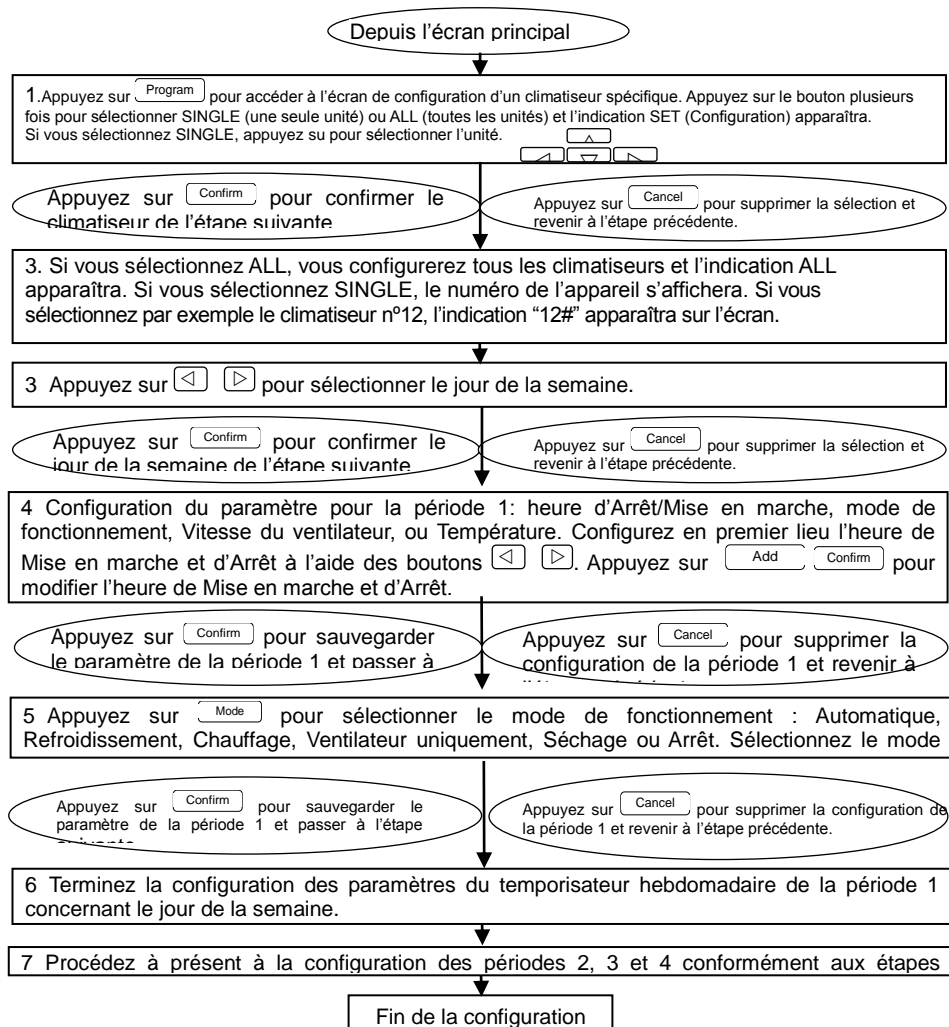 Depuis l'écran principal
1.Appuyez sur Program pour accéder à l'écran de configuration d'un climatiseur spécifique. Appuyez sur le bouton plusieurs
fois pour sélectionner SINGLE (une seule unité) ou ALL (toutes les unités) et l'indication SET (Configuration) apparaîtra.
Si vous sélectionnez SINGLE, appuyez su pour sélectionner l'unité.
Appuyez sur Confirm pour confirmer le
climatiseur de l'étape suivante
Appuyez sur Cancel pour supprimer la sélection et
revenir à l'étape précédente.
3. Si vous sélectionnez ALL, vous configurerez tous les climatiseurs et l'indication ALL
apparaîtra. Si vous sélectionnez SINGLE, le numéro de l'appareil s'affichera. Si vous
sélectionnez par exemple le climatiseur nº12, l'indication “12#” apparaîtra sur l'écran.
3 Appuyez sur ◁ ▷ pour sélectionner le jour de la semaine.
Appuyez sur Confirm pour confirmer le
jour de la semaine de l'étape suivante
Appuyez sur Cancel pour supprimer la sélection et
revenir à l'étape précédente.
4 Configuration du paramètre pour la période 1: heure d'Arrêt/Mise en marche, mode de
fonctionnement, Vitesse du ventilateur, ou Température. Configurez en premier lieu l'heure de
Mise en marche et d'Arrêt à l'aide des boutons ◁ ▷. Appuyez sur Add Confirm pour
modifier l'heure de Mise en marche et d'Arrêt.
Appuyez sur Confirm pour sauvegarder
le paramètre de la période 1 et passer à
Appuyez sur Cancel pour supprimer la
configuration de la période 1 et revenir à
5 Appuyez sur Mode pour sélectionner le mode de fonctionnement : Automatique,
Refroidissement, Chauffage, Ventilateur uniquement, Séchage ou Arrêt. Sélectionnez le mode
Appuyez sur Confirm pour sauvegarder le
paramètre de la période 1 et passer à l'étape
Appuyez sur Cancel pour supprimer la configuration de
la période 1 et revenir à l'étape précédente.
6 Terminez la configuration des paramètres du temporisateur hebdomadaire de la période 1
concernant le jour de la semaine.
7 Procédez à présent à la configuration des périodes 2, 3 et 4 conformément aux étapes
Fin de la configuration